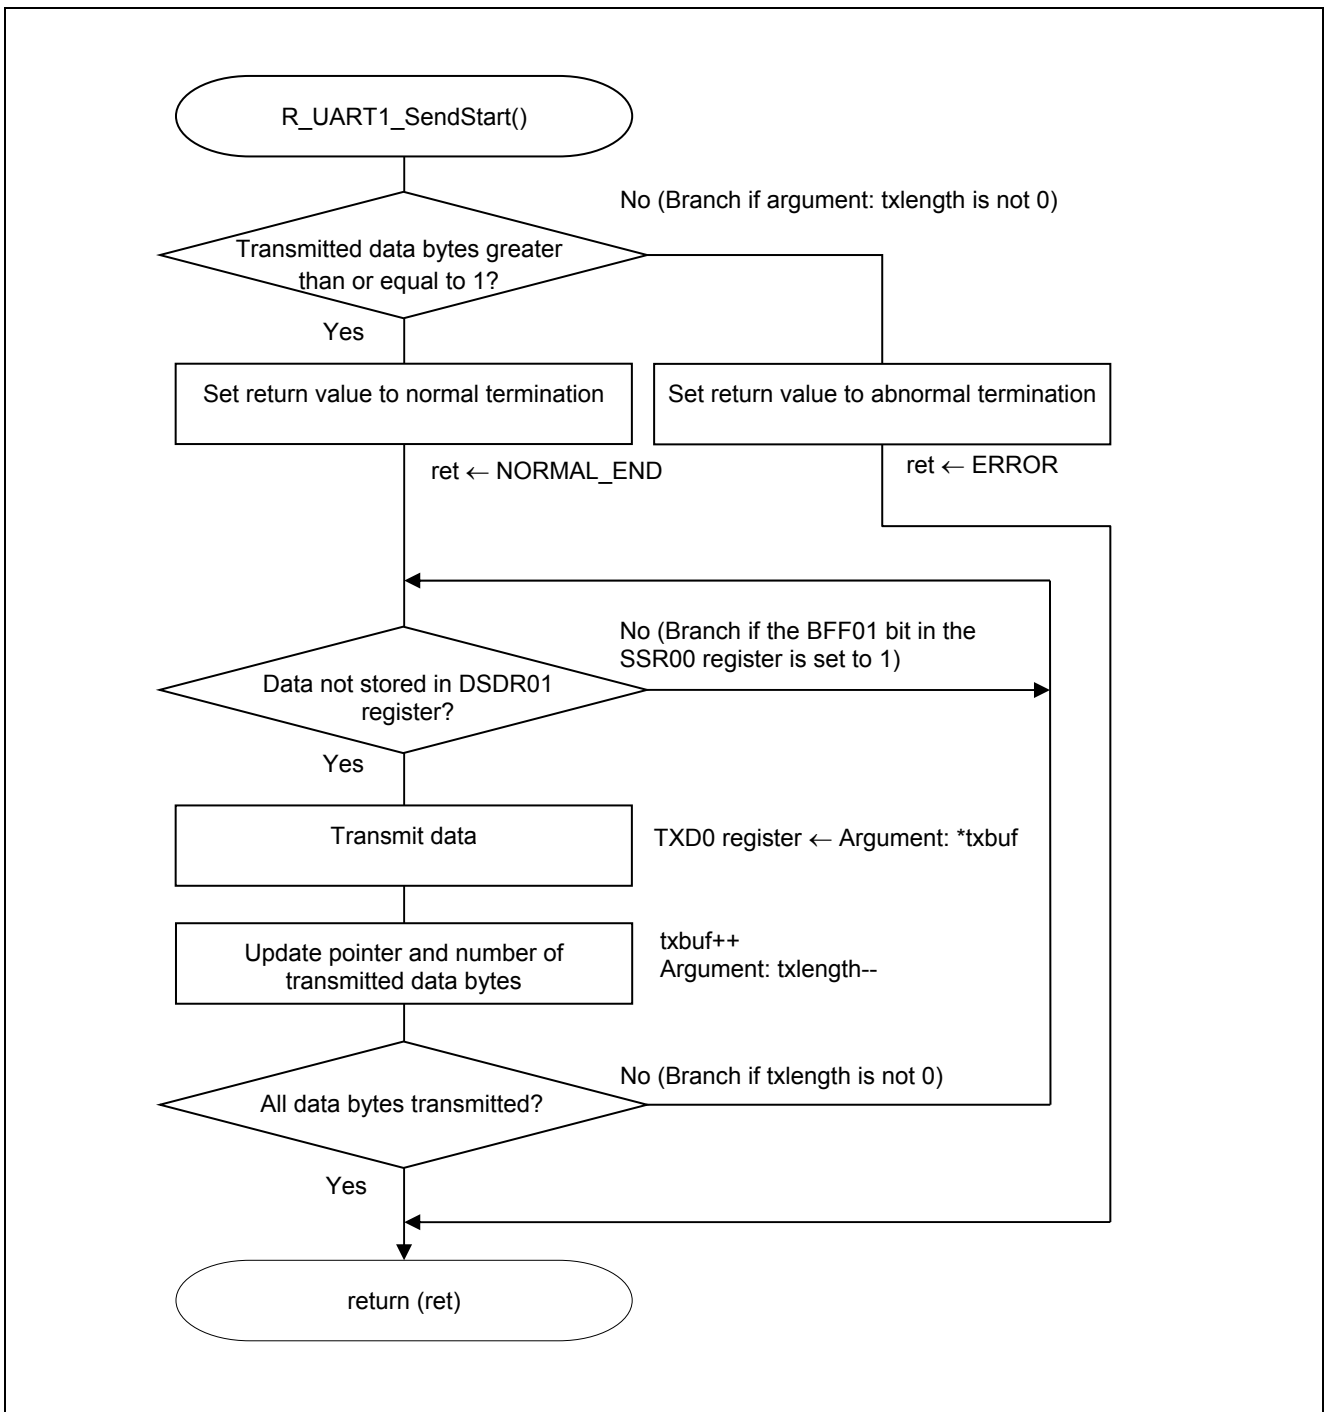 R_UART1_SendStart()
No (Branch if argument: txlength is not 0)
Transmitted data bytes greater
than or equal to 1?
Yes
Set return value to normal termination
Set return value to abnormal termination
ret ← NORMAL_END
ret ← ERROR
No (Branch if the BFF01 bit in the
SSR00 register is set to 1)
Data not stored in DSDR01
register?
Yes
Transmit data
TXD0 register ← Argument: *txbuf
Update pointer and number of
transmitted data bytes
txbuf++
Argument: txlength--
No (Branch if txlength is not 0)
All data bytes transmitted?
Yes
return (ret)